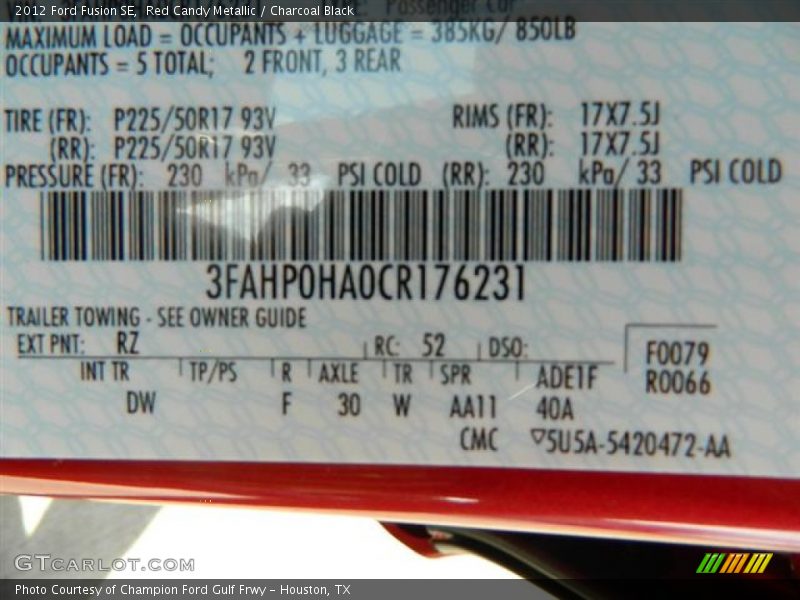 2012 Ford Fusion SE, Red Candy Metallic / Charcoal Black
MAXIMUM LOAD = OCCUPANTS + LUGGAGE = 385KG/ 850LB
OCCUPANTS = 5 TOTAL; 2 FRONT, 3 REAR
TIRE (FR): P225/50R17 93V RIMS (FR): 17X7.5J
(RR): P225/50R17 93V (RR): 17X7.5J
PRESSURE (FR): 230 kPa/ 33 PSI COLD (RR): 230 kPa/ 33 PSI COLD
3FAHP0HA0CR176231
TRAILER TOWING - SEE OWNER GUIDE
EXT PNT: RZ RC: 52 DSO: F0079
INT TR TP/PS R AXLE TR SPR ADE1F R0066
DW F 30 W AA11 40A
CMC ▽5U5A-5420472-AA
GTCARLOT.COM
Photo Courtesy of Champion Ford Gulf Frwy - Houston, TX